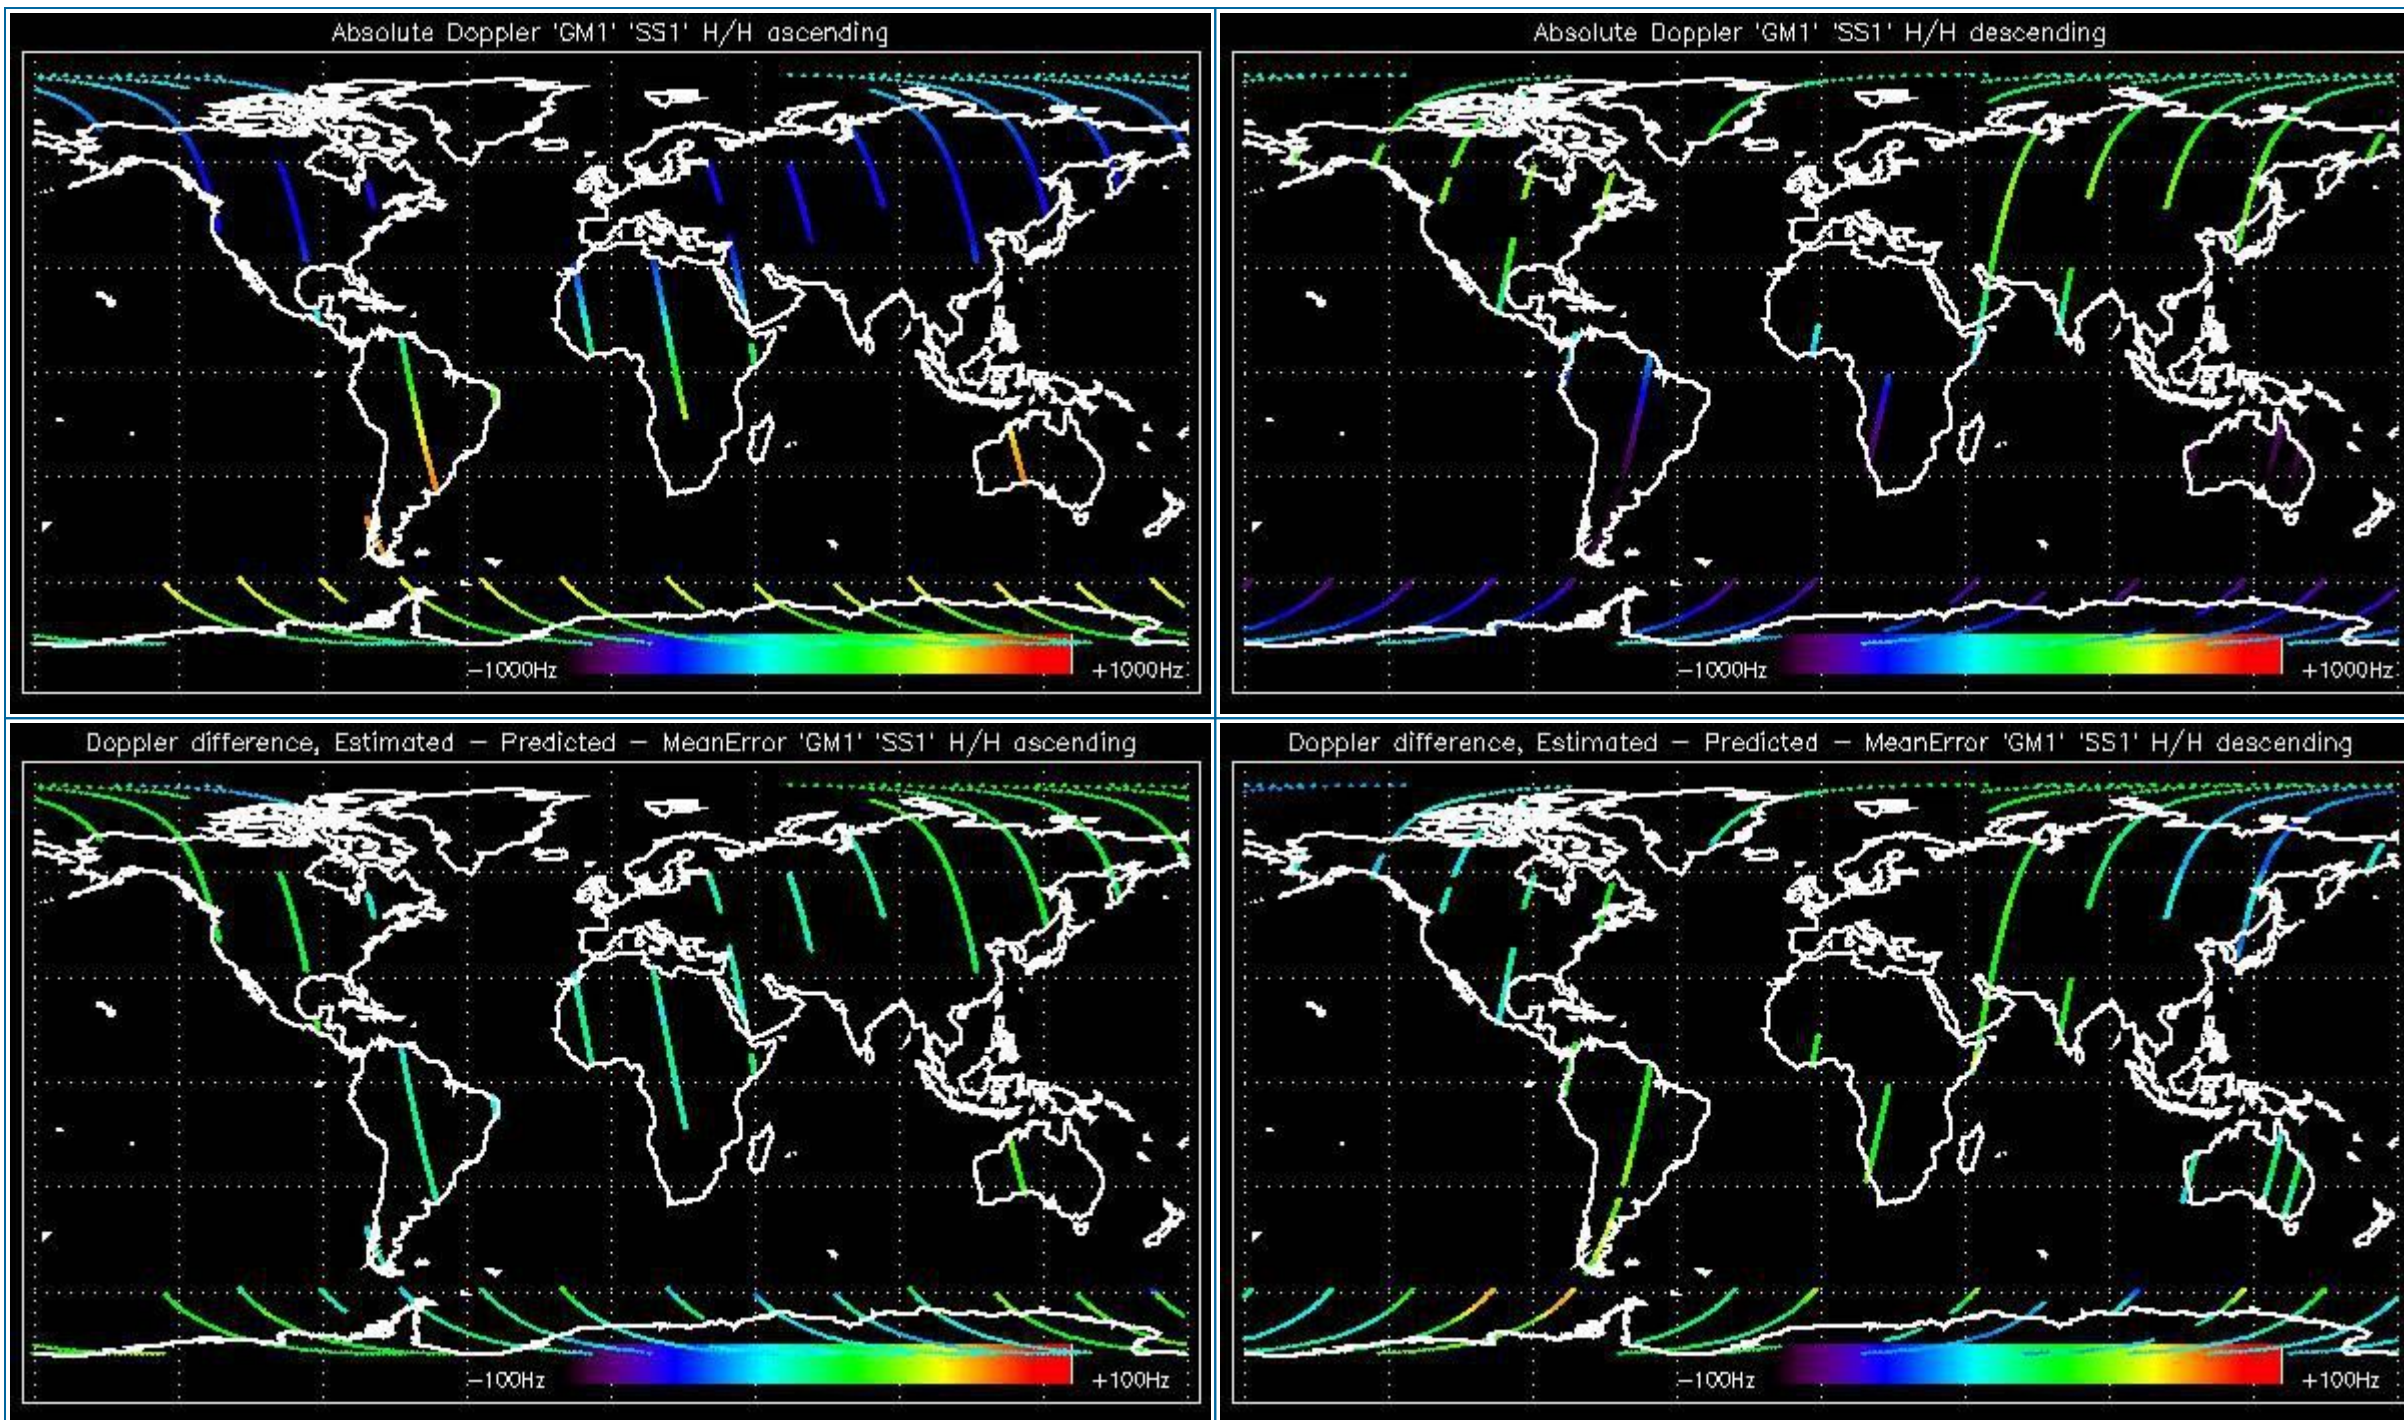 Absolute Doppler 'GM1' 'SS1' H/H ascending
−1000Hz
+1000Hz
Absolute Doppler 'GM1' 'SS1' H/H descending
−1000Hz
+1000Hz
Doppler difference, Estimated − Predicted − MeanError 'GM1' 'SS1' H/H ascending
−100Hz
+100Hz
Doppler difference, Estimated − Predicted − MeanError 'GM1' 'SS1' H/H descending
−100Hz
+100Hz